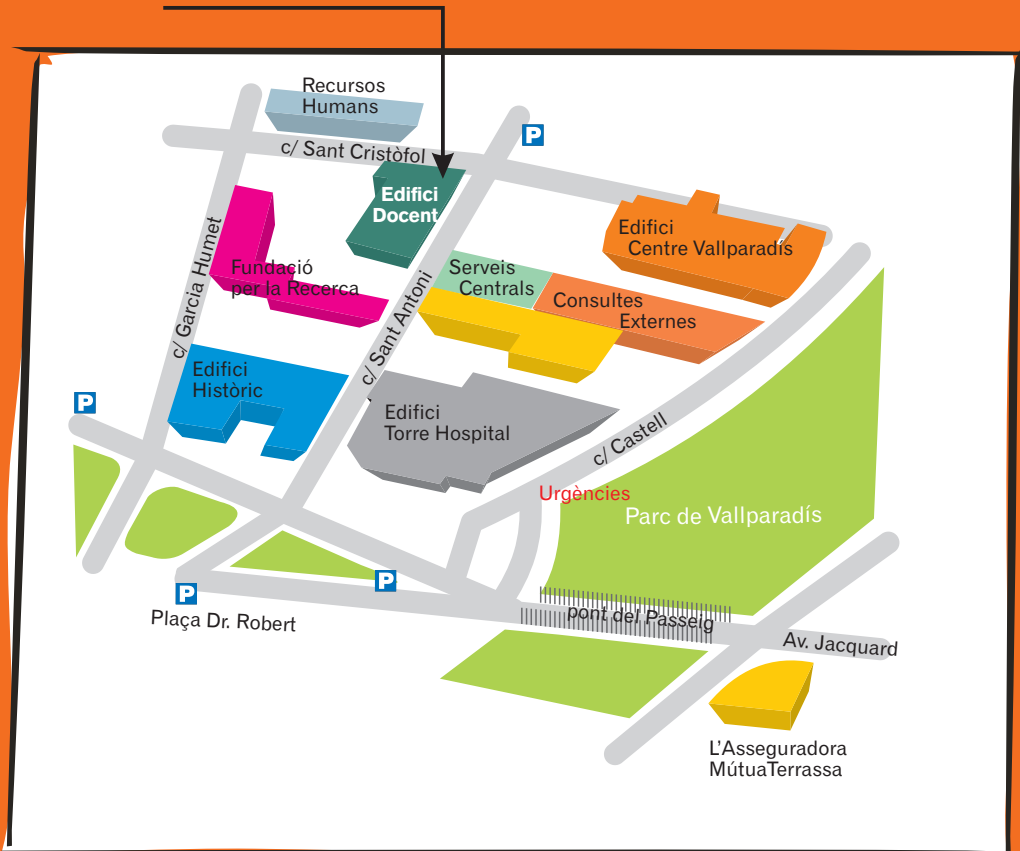 Recursos
Humans
P
c/ Sant Cristòfol
Edifici
Docent
c/ Garcia Humet
Edifici
Centre Vallparadís
Fundació
per la Recerca
Serveis
Centrals
Consultes
Externes
c/ Sant Antoni
Edifici
Històric
P
Edifici
Torre Hospital
c/ Castell
Urgències
Parc de Vallparadís
P
P
Plaça Dr. Robert
pont del Passeig
Av. Jacquard
L'Asseguradora
MútuaTerrassa